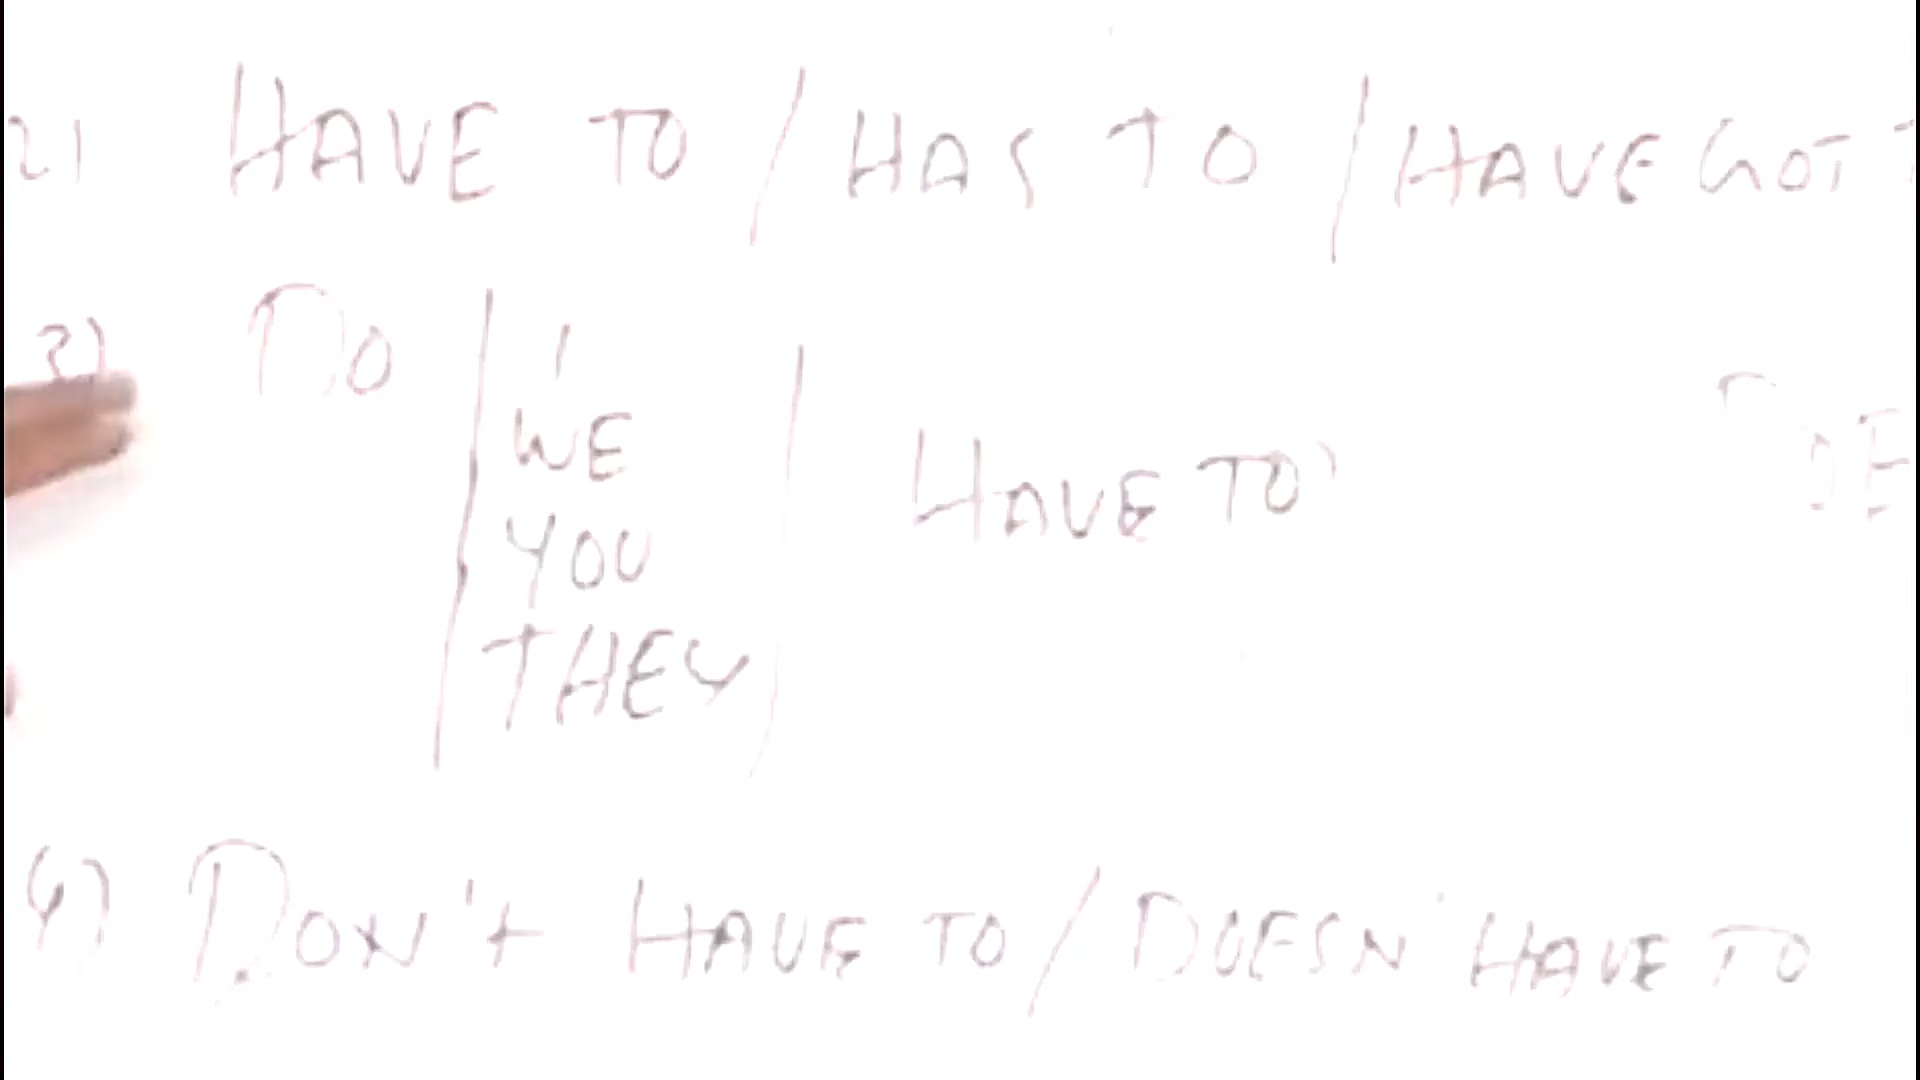 2) HAVE TO / HAS TO / HAVE GOT
3) DO / I / HAVE TO
WE
YOU
THEY
4) DON'T HAVE TO / DOESN HAVE TO